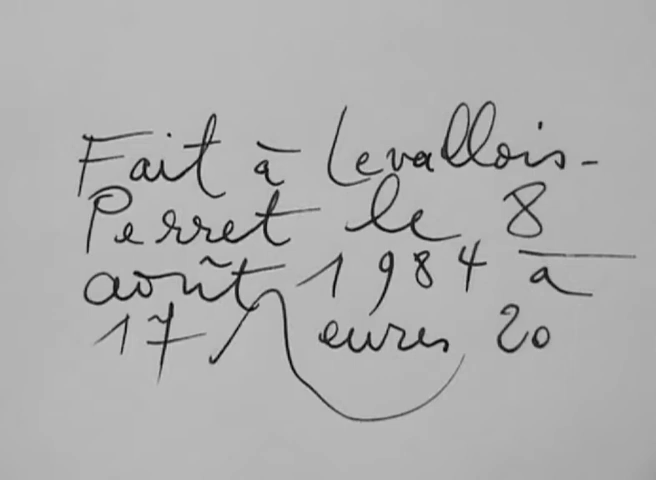 Fait à Levallois-
Perret le 8
août 1984 à
17 heures 20